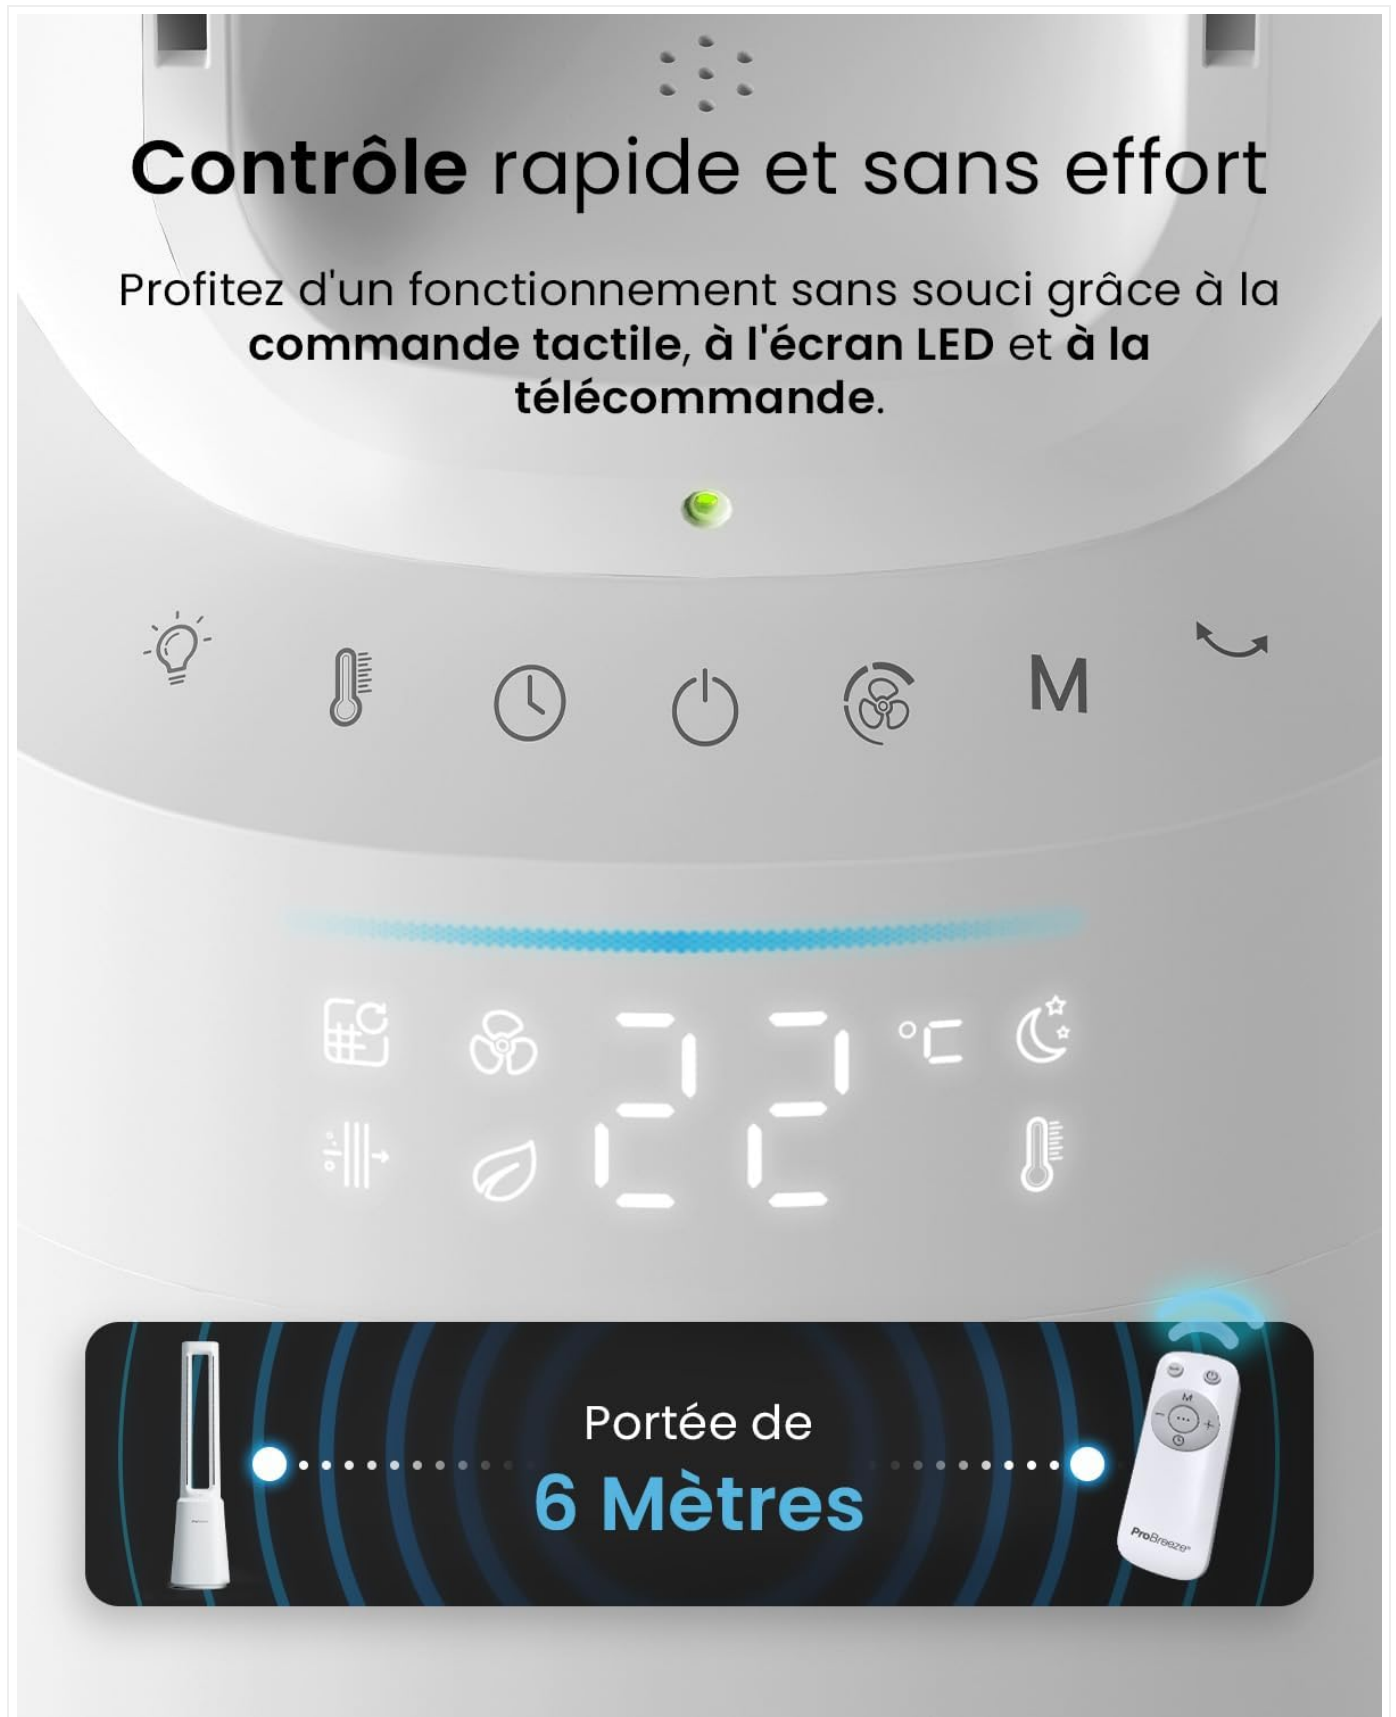 Contrôle rapide et sans effort
Profitez d'un fonctionnement sans souci grâce à la
commande tactile, à l'écran LED et à la
télécommande.
M
22 °C
Portée de
6 Mètres
M
ProBreeze